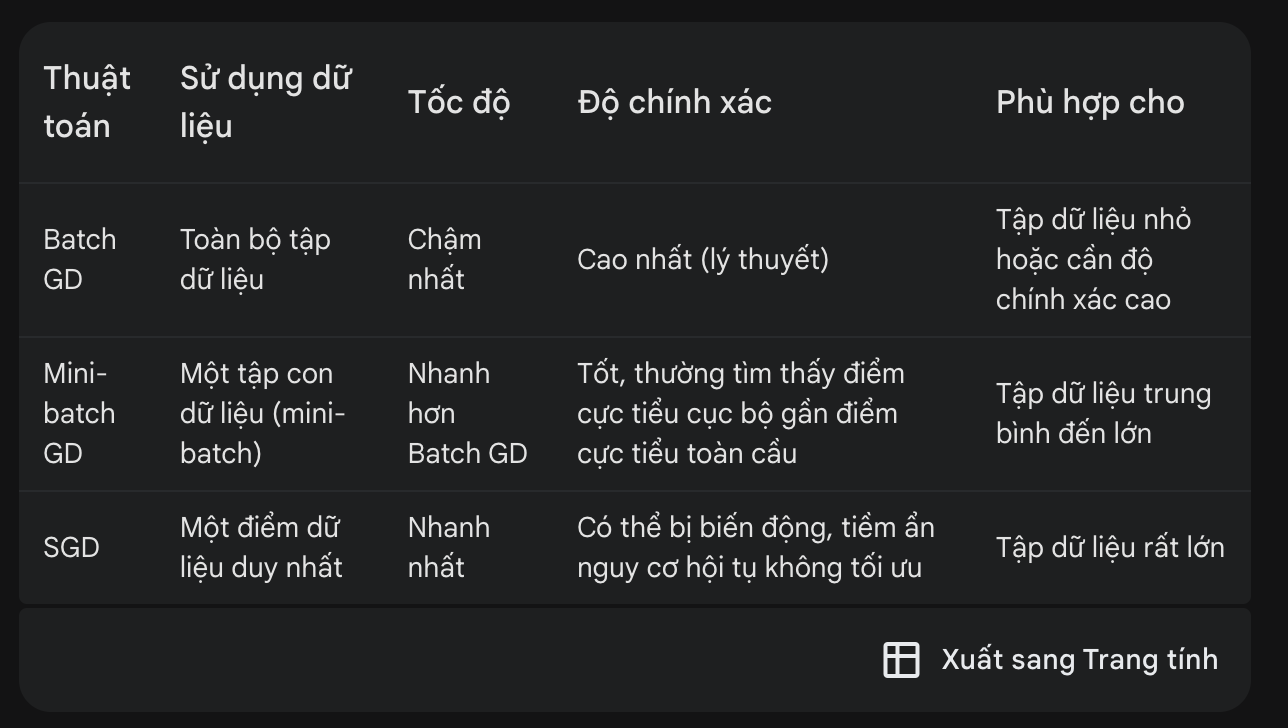 Thuật toán
Sử dụng dữ liệu
Tốc độ
Độ chính xác
Phù hợp cho
Batch GD
Toàn bộ tập dữ liệu
Chậm nhất
Cao nhất (lý thuyết)
Tập dữ liệu nhỏ
hoặc cần độ
chính xác cao
Mini-
batch
GD
Một tập con
dữ liệu (mini-
batch)
Nhanh
hơn
Batch GD
Tốt, thường tìm thấy điểm
cực tiểu cục bộ gần điểm
cực tiểu toàn cầu
Tập dữ liệu trung
bình đến lớn
SGD
Một điểm dữ
liệu duy nhất
Nhanh
nhất
Có thể bị biến động, tiềm ẩn
nguy cơ hội tụ không tối ưu
Tập dữ liệu rất lớn
Xuất sang Trang tính